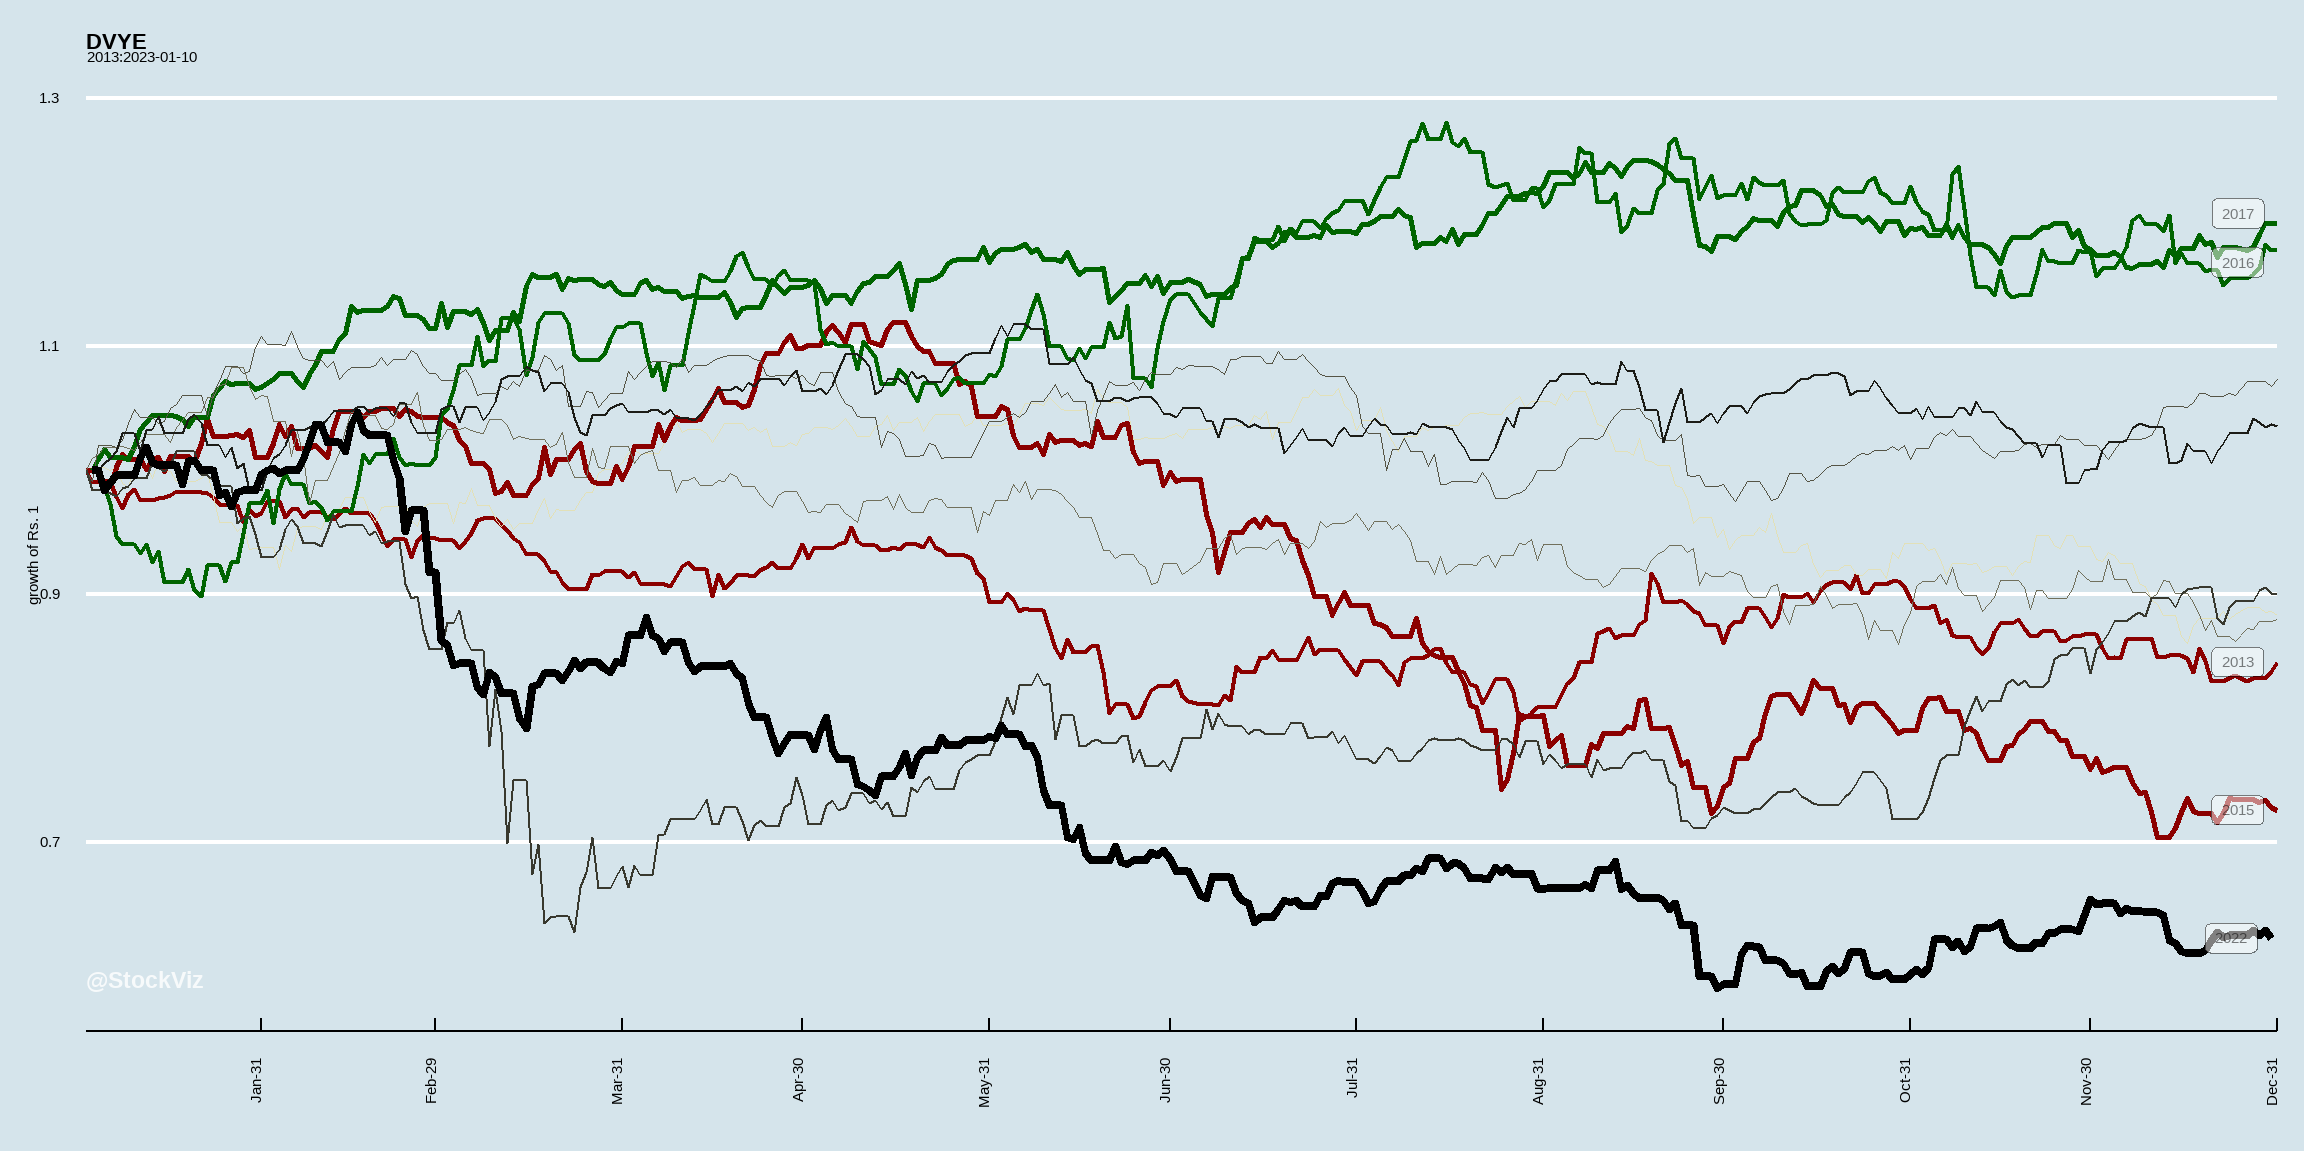 DVYE
2013:2023-01-10
1.3
1.1
0.9
0.7
growth of Rs. 1
2017
2016
2013
2015
2022
@StockViz
Jan-31
Feb-29
Mar-31
Apr-30
May-31
Jun-30
Jul-31
Aug-31
Sep-30
Oct-31
Nov-30
Dec-31